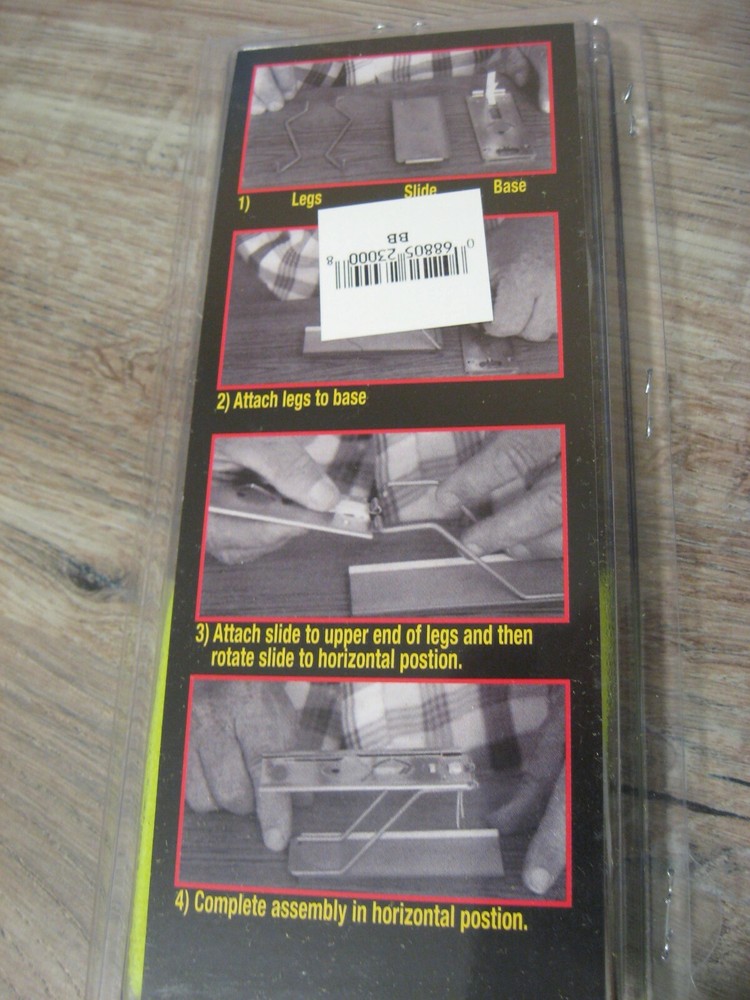 1) Legs Slide Base
0 68805 23000 8
BB
2) Attach legs to base
3) Attach slide to upper end of legs and then
rotate slide to horizontal postion.
4) Complete assembly in horizontal postion.